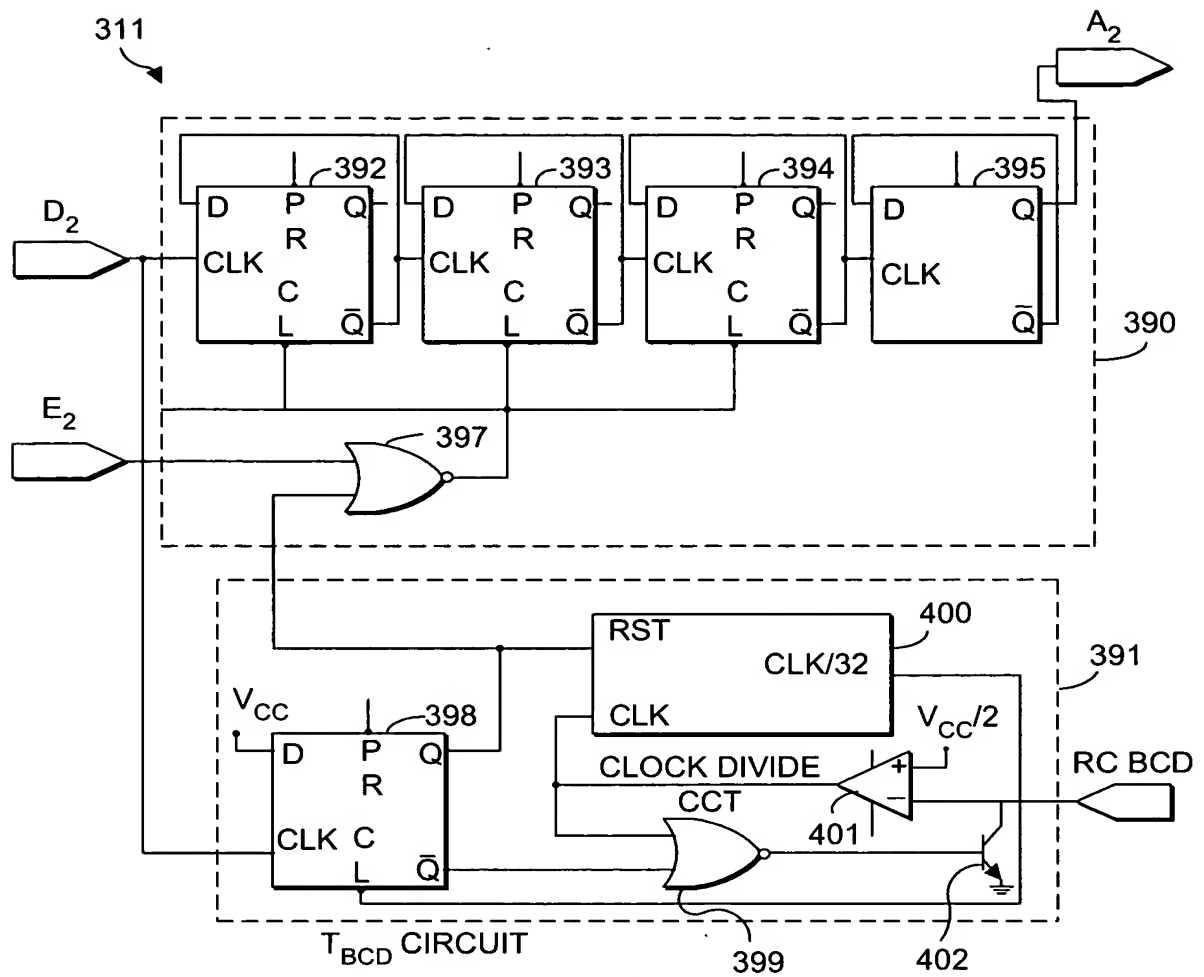 311
A2
392
393
394
395
D P Q
R
CLK
C
L Q̅
D P Q
R
CLK
C
L Q̅
D P Q
R
CLK
C
L Q̅
D Q
CLK
Q̅
D2
390
E2
397
RST
400
CLK/32
391
VCC
398
CLK
VCC/2
D P Q
R
CLOCK DIVIDE
RC BCD
CCT
401
CLK C
L Q̅
TBCD CIRCUIT
399
402